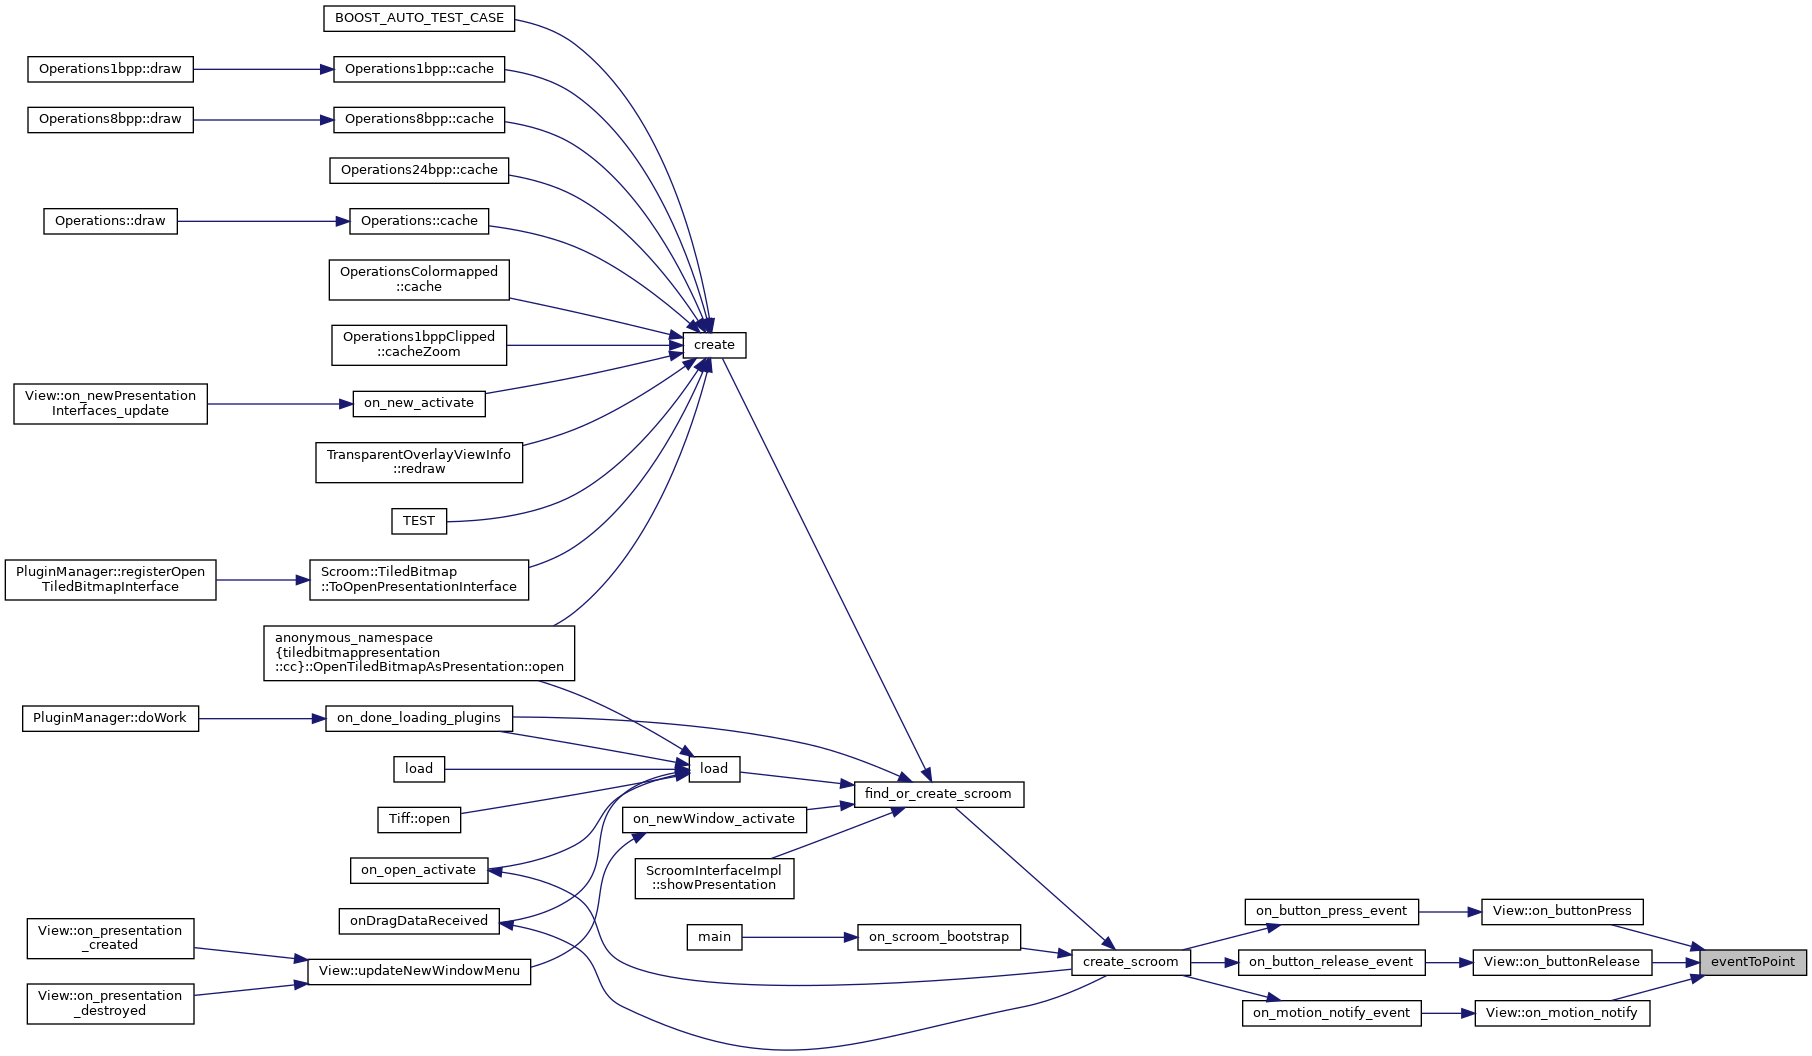 BOOST_AUTO_TEST_CASE
Operations1bpp::draw
Operations1bpp::cache
Operations8bpp::draw
Operations8bpp::cache
Operations24bpp::cache
Operations::draw
Operations::cache
OperationsColormapped
::cache
Operations1bppClipped
::cacheZoom
create
View::on_newPresentation
Interfaces_update
on_new_activate
TransparentOverlayViewInfo
::redraw
TEST
PluginManager::registerOpen
TiledBitmapInterface
Scroom::TiledBitmap
::ToOpenPresentationInterface
anonymous_namespace
{tiledbitmappresentation
::cc}::OpenTiledBitmapAsPresentation::open
PluginManager::doWork
on_done_loading_plugins
load
load
find_or_create_scroom
Tiff::open
on_newWindow_activate
on_open_activate
ScroomInterfaceImpl
::showPresentation
onDragDataReceived
View::on_presentation
_created
main
on_scroom_bootstrap
View::updateNewWindowMenu
View::on_presentation
_destroyed
create_scroom
on_button_press_event
View::on_buttonPress
on_button_release_event
View::on_buttonRelease
eventToPoint
on_motion_notify_event
View::on_motion_notify